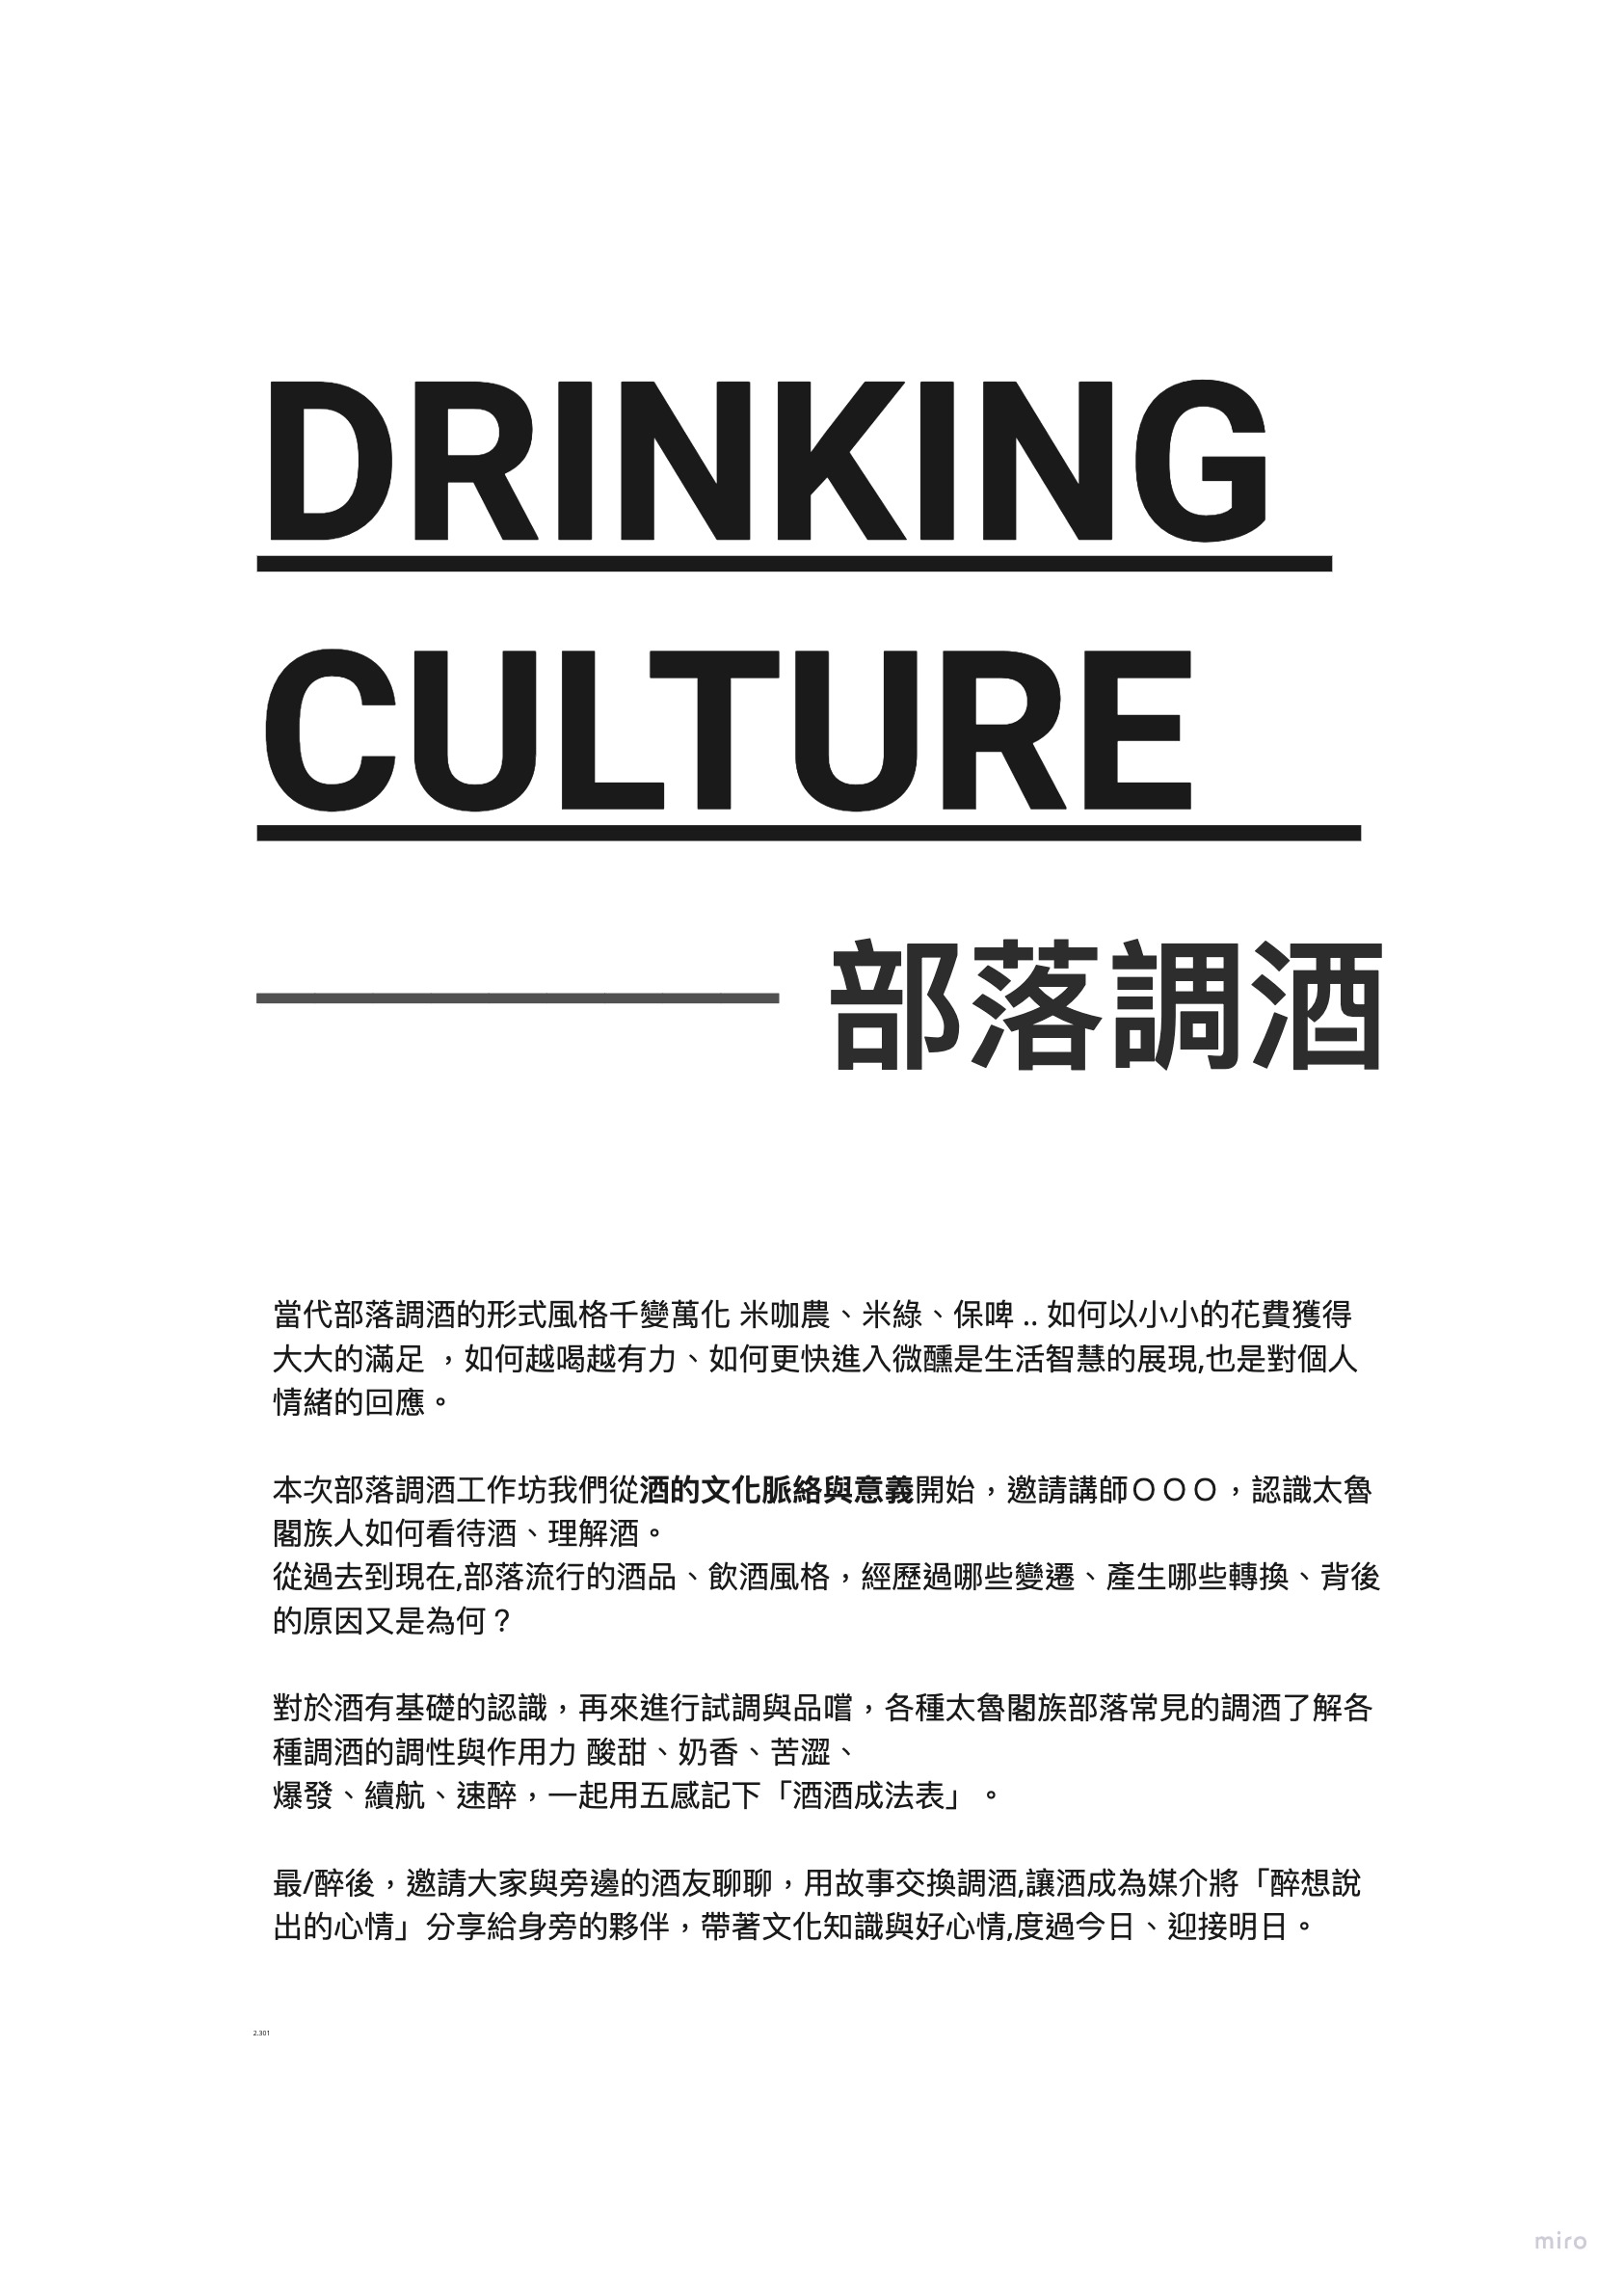 DRINKING
CULTURE
部落調酒
當代部落調酒的形式風格千變萬化 米咖農、米綠、保啤 .. 如何以小小的花費獲得
大大的滿足 ，如何越喝越有力、如何更快進入微醺是生活智慧的展現,也是對個人
情緒的回應。
本次部落調酒工作坊我們從酒的文化脈絡與意義開始，邀請講師ＯＯＯ，認識太魯
閣族人如何看待酒、理解酒。
從過去到現在,部落流行的酒品、飲酒風格，經歷過哪些變遷、產生哪些轉換、背後
的原因又是為何？
對於酒有基礎的認識，再來進行試調與品嚐，各種太魯閣族部落常見的調酒了解各
種調酒的調性與作用力 酸甜、奶香、苦澀、
爆發、續航、速醉，一起用五感記下「酒酒成法表」。
最/醉後，邀請大家與旁邊的酒友聊聊，用故事交換調酒,讓酒成為媒介將「醉想說
出的心情」分享給身旁的夥伴，帶著文化知識與好心情,度過今日、迎接明日。
2.301
miro